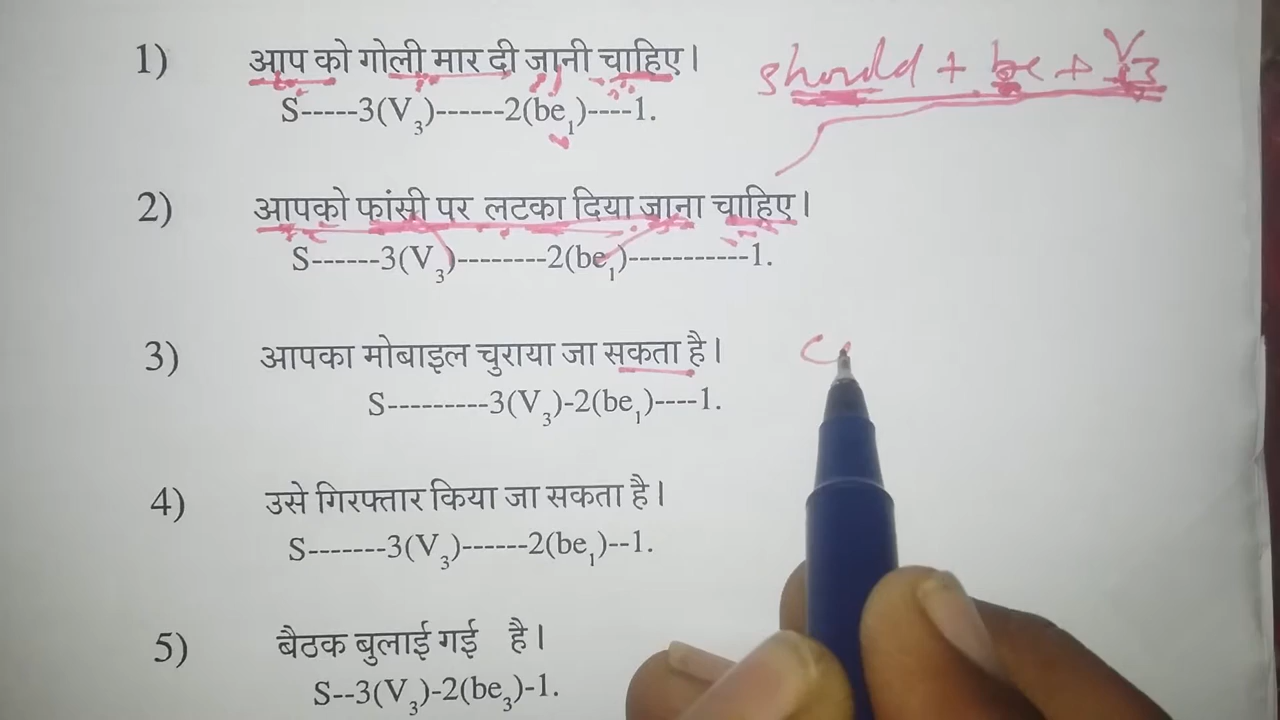 1) आप को गोली मार दी जानी चाहिए।
should + be + V3
S-----3(V3)------2(be1)----1.
2) आपको फांसी पर लटका दिया जाना चाहिए।
S------3(V3)--------2(be1)-----------1.
3) आपका मोबाइल चुराया जा सकता है।
S---------3(V3)-2(be1)----1.
4) उसे गिरफ्तार किया जा सकता है।
S-------3(V3)------2(be1)--1.
5) बैठक बुलाई गई है।
S--3(V3)-2(be3)-1.